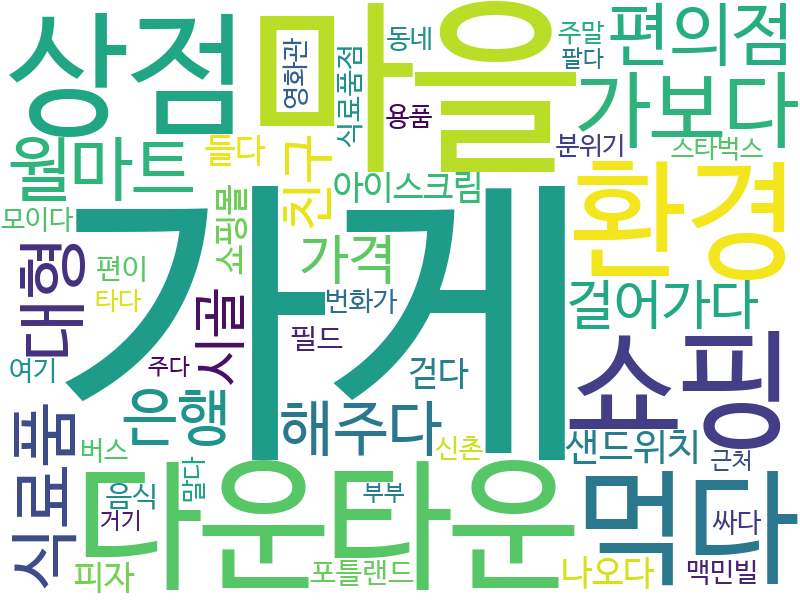 상점
마을
영화관
식료품점
동네
용품
주말
팔다
편의점
가보다
분위기
스타벅스
월마트
들다
친구
아이스크림
환경
모이다
쇼핑몰
가게
가격
대형
편이
타다
시골
번화가
필드
걸어가다
여기
주다
걷다
쇼핑
은행
해주다
신촌
샌드위치
근처
식료품
버스
다운타운
먹다
음식
말다
부부
거기
싸다
피자
포틀랜드
나오다
맥민빌